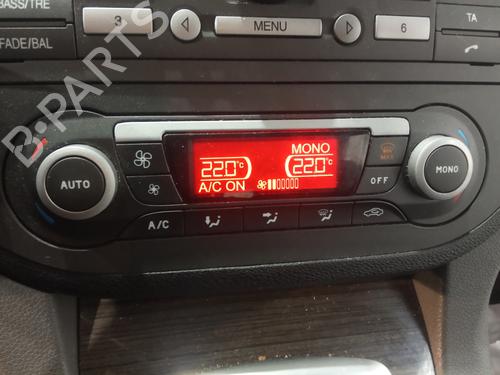 BASS/TRE
3
MENU
6
TA
FADE/BAL
B-PARTS
MONO
22.0°C
22.0°C
A/C ON
MAX
AUTO
OFF
MONO
A/C